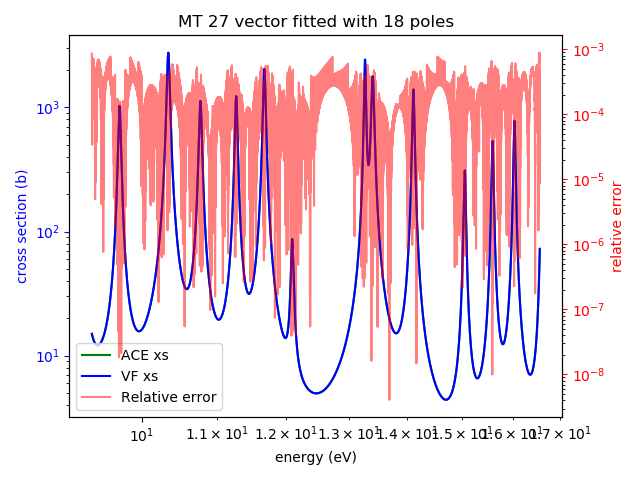 MT 27 vector fitted with 18 poles
cross section (b)
10³
10²
10¹
10⁻³
10⁻⁴
10⁻⁵
10⁻⁶
10⁻⁷
10⁻⁸
relative error
ACE xs
VF xs
Relative error
10¹ 1.1 × 10¹ 1.2 × 10¹ 1.3 × 10¹ 1.4 × 10¹ 1.5 × 10¹ 1.6 × 10¹ 1.7 × 10¹
energy (eV)